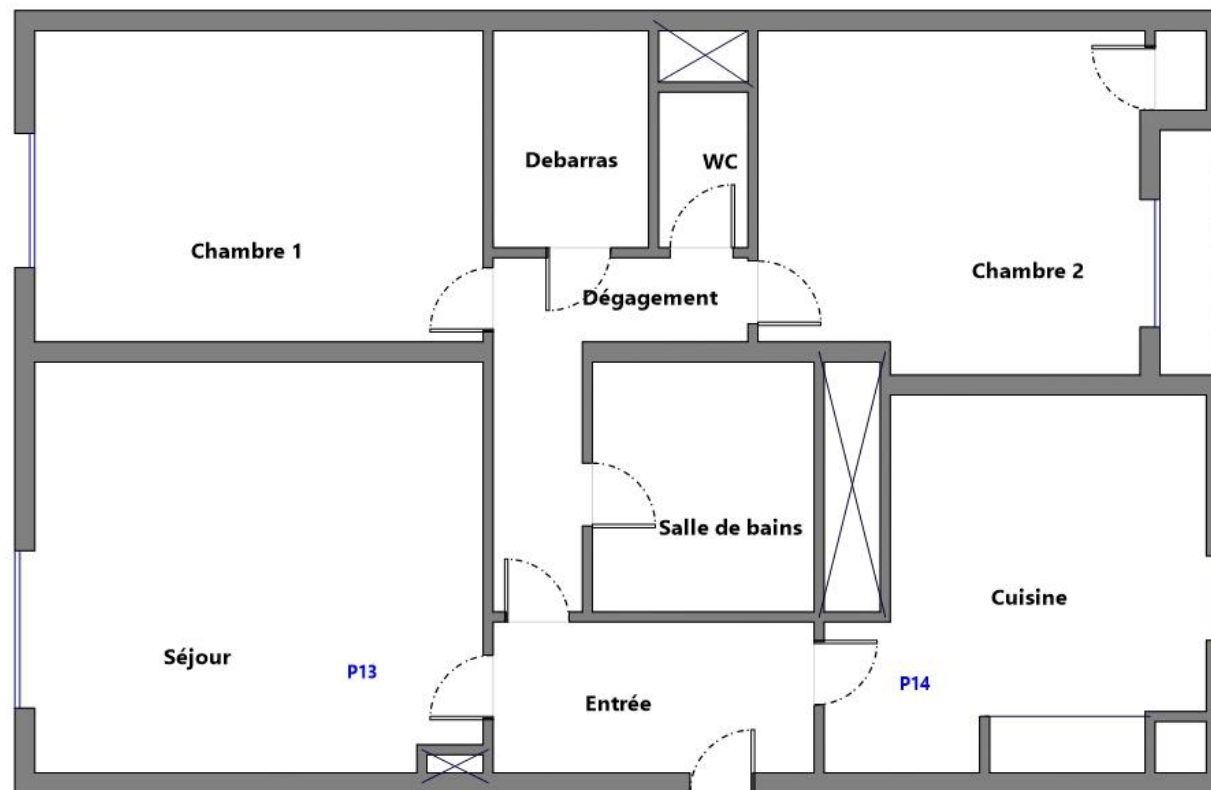 Debarras
WC
Chambre 1
Chambre 2
Dégagement
Salle de bains
Cuisine
Séjour
P13
P14
Entrée